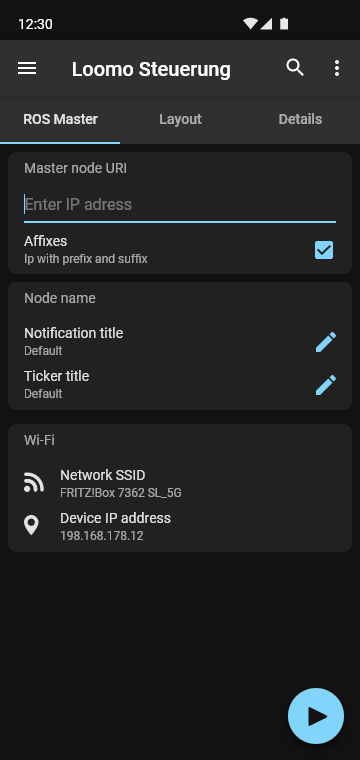 12:30
Loomo Steuerung
ROS Master
Layout
Details
Master node URI
Enter IP adress
Affixes
Ip with prefix and suffix
Node name
Notification title
Default
Ticker title
Default
Wi-Fi
Network SSID
FRITZ!Box 7362 SL_5G
Device IP address
198.168.178.12